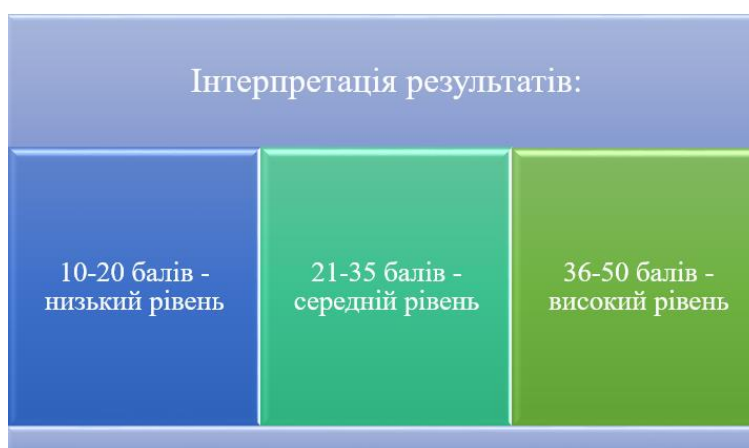 Інтерпретація результатів:
10-20 балів -
низький рівень
21-35 балів -
середній рівень
36-50 балів -
високий рівень